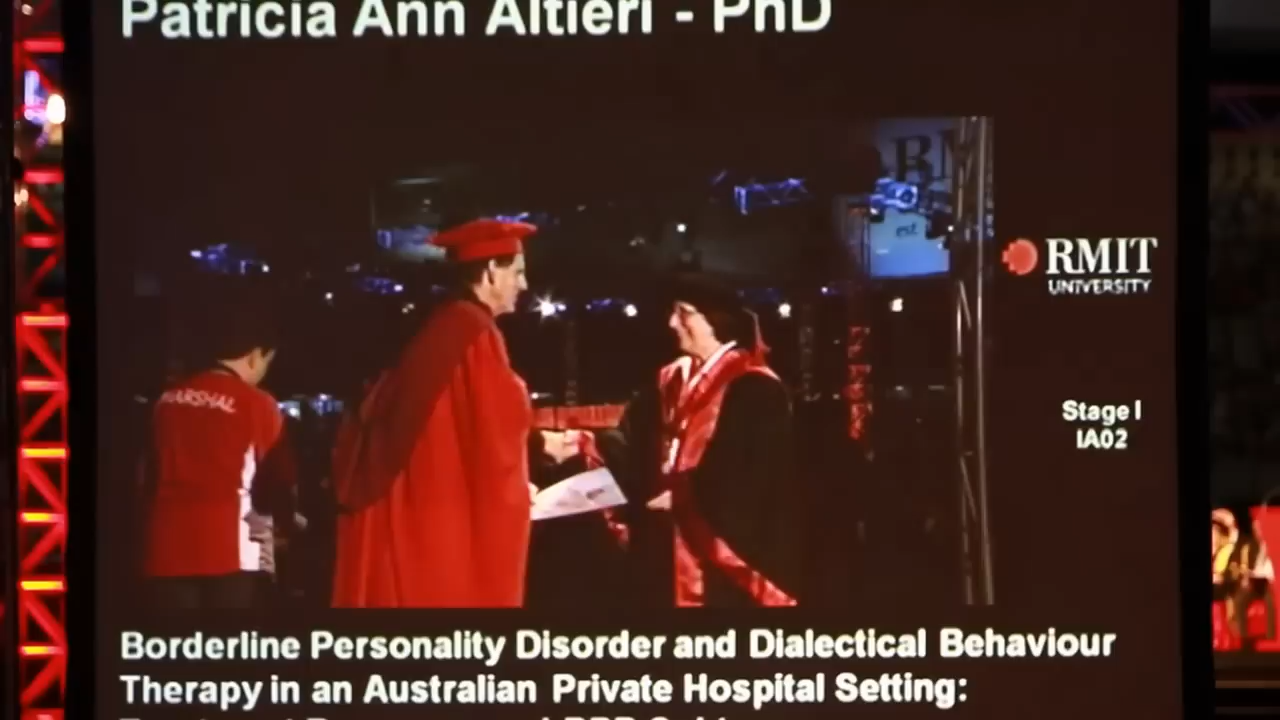 Patricia Ann Altieri - PhD
RMIT
UNIVERSITY
est.
MARSHAL
Stage I
IA02
Borderline Personality Disorder and Dialectical Behaviour
Therapy in an Australian Private Hospital Setting: